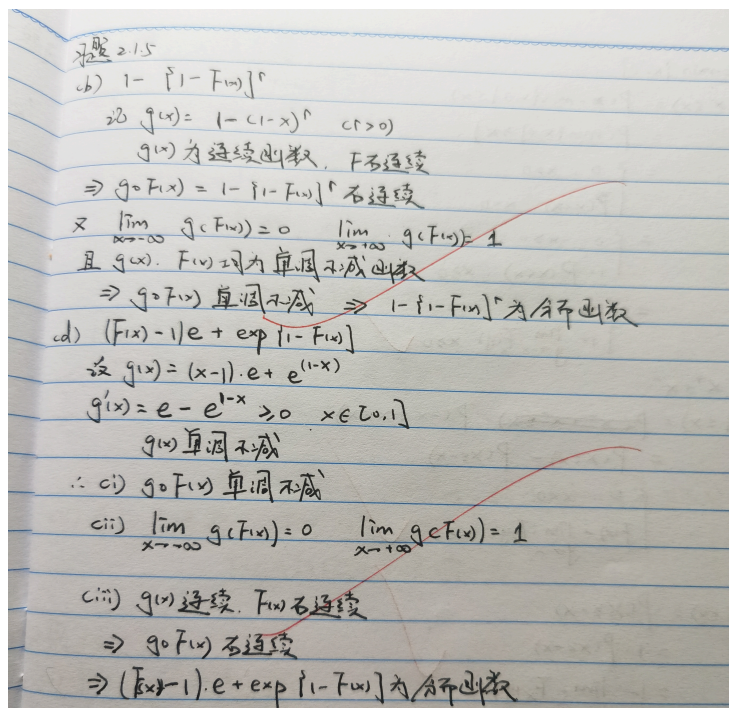 习题 2.1.5
(b) 1 - {1 - F(x)}^r
记 g(x) = 1 - (1-x)^r (r>0)
g(x) 为连续函数, F右连续
⇒ g∘F(x) = 1 - {1 - F(x)}^r 右连续
又 lim_{x→-∞} g(F(x)) = 0 lim_{x→+∞} g(F(x)) = 1
且 g(x). F(x) 均为单调不减函数
⇒ g∘F(x) 单调不减 ⇒ 1 - {1 - F(x)}^r 为分布函数
(d) (F(x) - 1)e + exp{1 - F(x)}
设 g(x) = (x-1)·e + e^{(1-x)}
g'(x) = e - e^{1-x} ≥ 0 x∈[0,1]
g(x) 单调不减
∴ (i) g∘F(x) 单调不减
(ii) lim_{x→-∞} g(F(x)) = 0 lim_{x→+∞} g(F(x)) = 1
(iii) g(x) 连续. F(x) 右连续
⇒ g∘F(x) 右连续
⇒ (F(x) - 1)·e + exp{1 - F(x)} 为分布函数